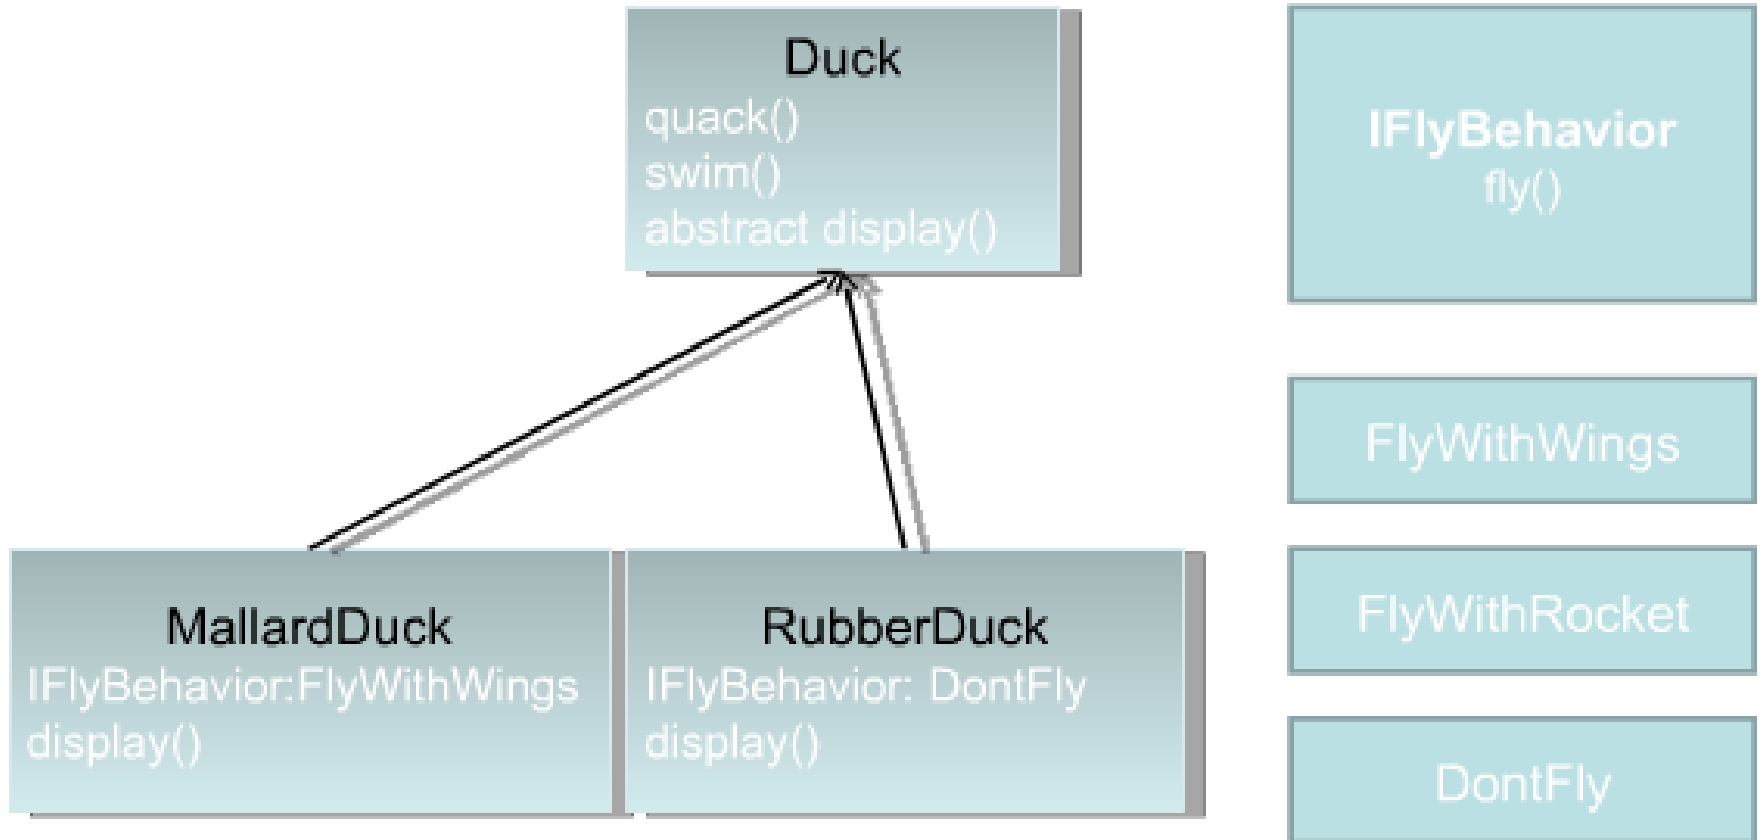 Duck
quack()
swim()
abstract display()
IFlyBehavior
fly()
FlyWithWings
FlyWithRocket
DontFly
MallardDuck
IFlyBehavior:FlyWithWings
display()
RubberDuck
IFlyBehavior: DontFly
display()